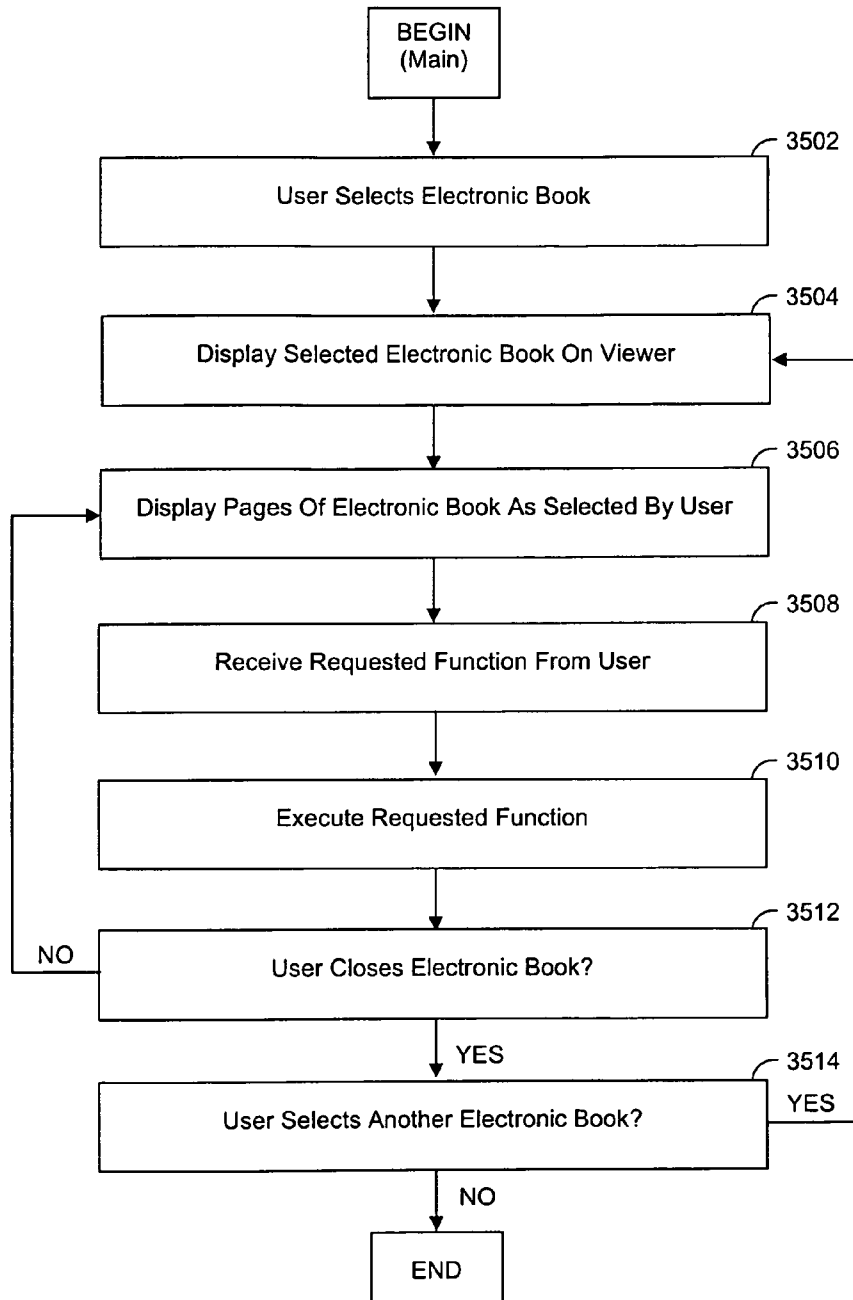 BEGIN
(Main)
3502
User Selects Electronic Book
3504
Display Selected Electronic Book On Viewer
3506
Display Pages Of Electronic Book As Selected By User
3508
Receive Requested Function From User
3510
Execute Requested Function
3512
NO
User Closes Electronic Book?
YES
3514
User Selects Another Electronic Book?
YES
NO
END